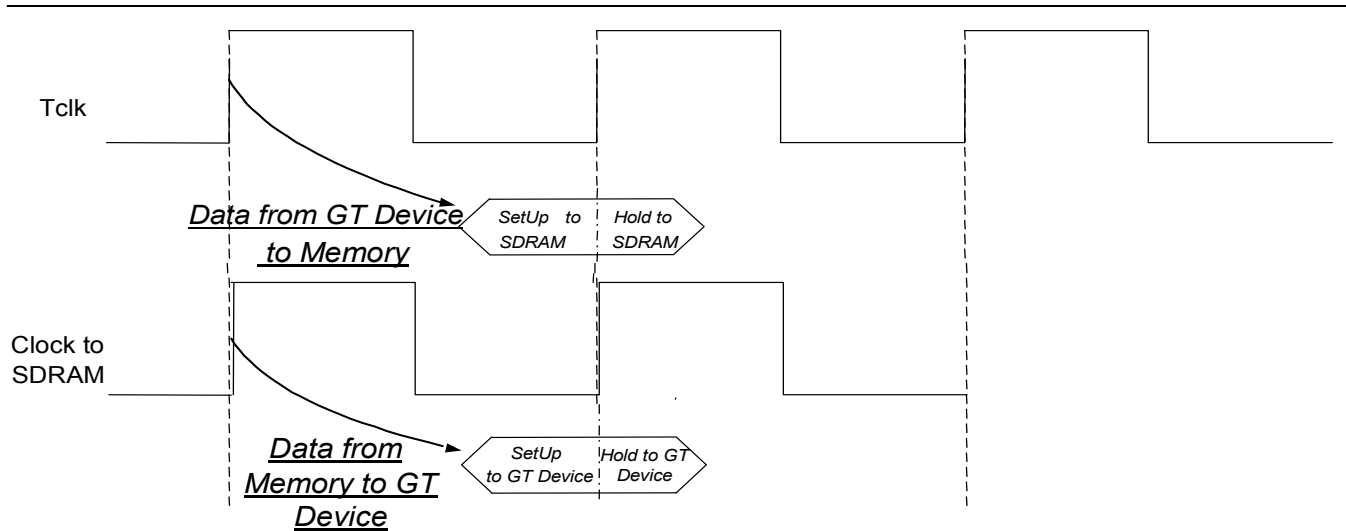 Tclk
Data from GT Device
to Memory
SetUp to
SDRAM
Hold to
SDRAM
Clock to
SDRAM
Data from
Memory to GT
Device
SetUp
to GT Device
Hold to GT
Device